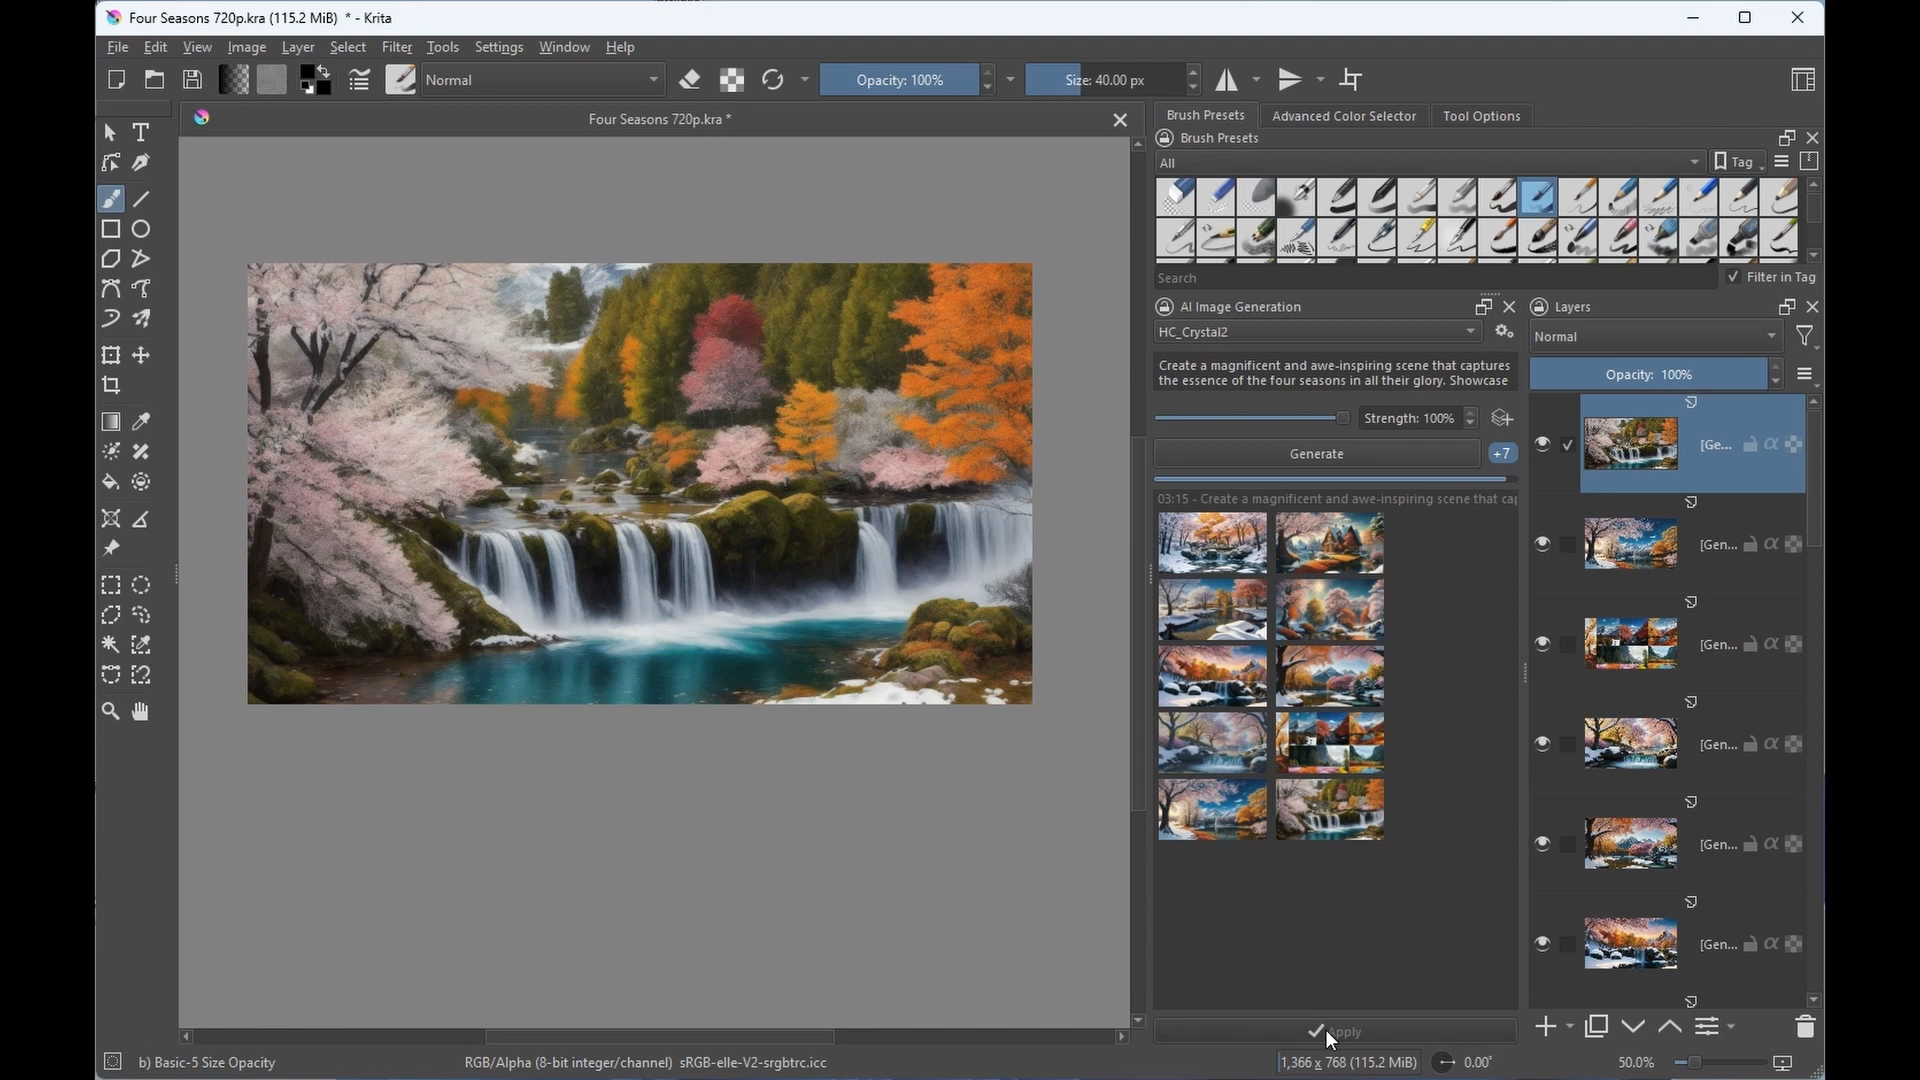 Four Seasons 720p.kra (115.2 MiB) * - Krita
File Edit View Image Layer Select Filter Tools Settings Window Help
Normal
Opacity: 100%
Size: 40.00 px
Four Seasons 720p.kra *
Brush Presets
Advanced Color Selector
Tool Options
Brush Presets
All
Tag
Search
Filter in Tag
AI Image Generation
HC_Crystal2
Create a magnificent and awe-inspiring scene that captures
the essence of the four seasons in all their glory. Showcase
Strength: 100%
Generate
+7
03:15 - Create a magnificent and awe-inspiring scene that cap
Apply
Layers
Normal
Opacity: 100%
[Ge...
[Gen...
[Gen...
[Gen...
[Gen...
[Gen...
b) Basic-5 Size Opacity
RGB/Alpha (8-bit integer/channel) sRGB-elle-V2-srgbtrc.icc
1,366 x 768 (115.2 MiB)
0.00°
50.0%